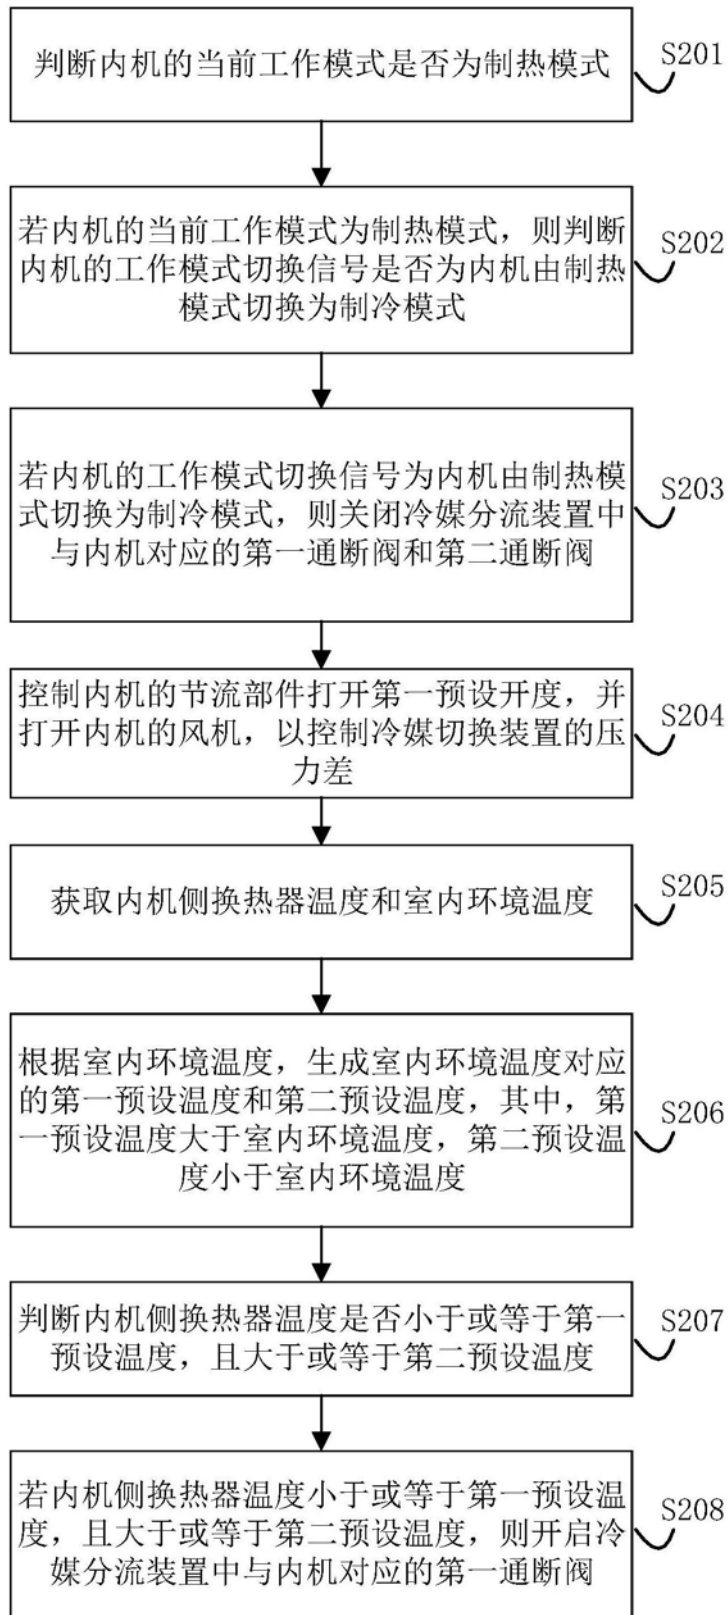 判断内机的当前工作模式是否为制热模式
S201
若内机的当前工作模式为制热模式，则判断
内机的工作模式切换信号是否为内机由制热
模式切换为制冷模式
S202
若内机的工作模式切换信号为内机由制热模
式切换为制冷模式，则关闭冷媒分流装置中
与内机对应的第一通断阀和第二通断阀
S203
控制内机的节流部件打开第一预设开度，并
打开内机的风机，以控制冷媒切换装置的压
力差
S204
获取内机侧换热器温度和室内环境温度
S205
根据室内环境温度，生成室内环境温度对应
的第一预设温度和第二预设温度，其中，第
一预设温度大于室内环境温度，第二预设温
度小于室内环境温度
S206
判断内机侧换热器温度是否小于或等于第一
预设温度，且大于或等于第二预设温度
S207
若内机侧换热器温度小于或等于第一预设温
度，且大于或等于第二预设温度，则开启冷
媒分流装置中与内机对应的第一通断阀
S208